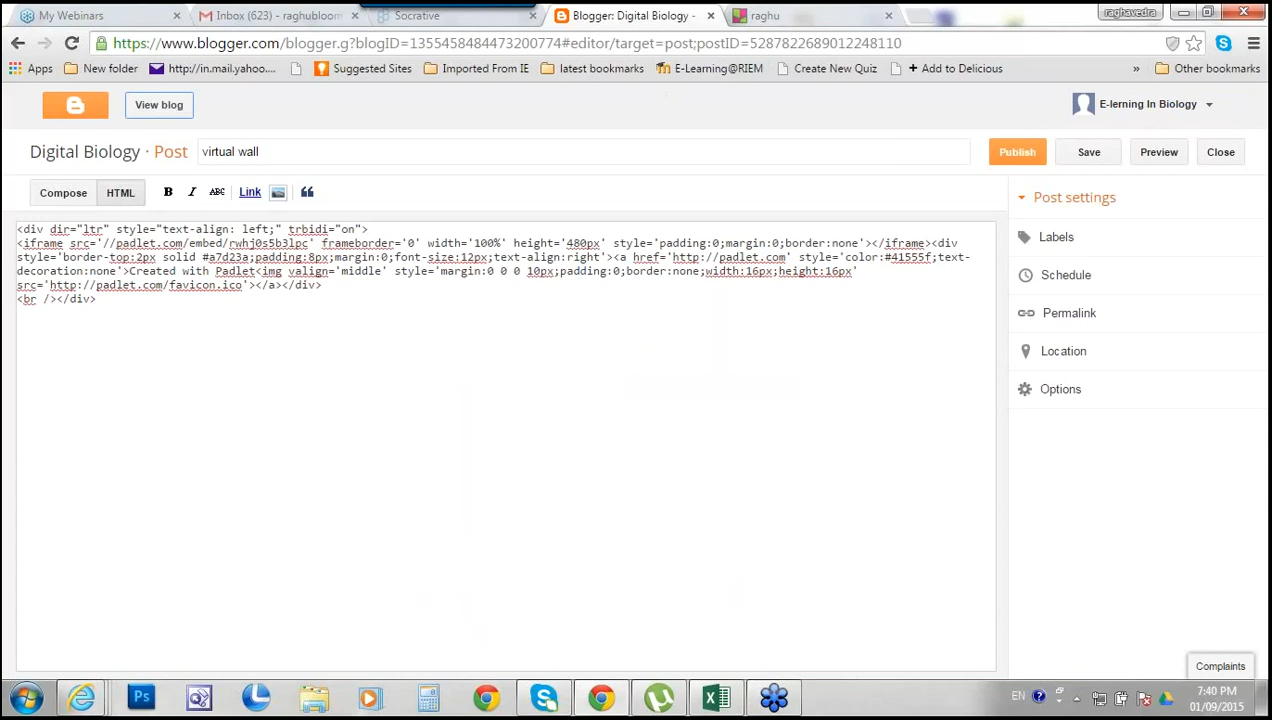 My Webinars
Inbox (623) - raghubloom
Socrative
Blogger: Digital Biology -
raghu
raghavedra
https://www.blogger.com/blogger.g?blogID=1355458484473200774#editor/target=post;postID=5287822689012248110
Apps
New folder
http://in.mail.yahoo....
Suggested Sites
Imported From IE
latest bookmarks
E-Learning@RIEM
Create New Quiz
+ Add to Delicious
»
Other bookmarks
View blog
E-lerning In Biology
Digital Biology · Post
virtual wall
Publish
Save
Preview
Close
Compose
HTML
B
I
ABC
Link
Post settings
<div dir="ltr" style="text-align: left;" trbidi="on">
<iframe src='//padlet.com/embed/rwhj0s5b3lpc' frameborder='0' width='100%' height='480px' style='padding:0;margin:0;border:none'></iframe><div
style='border-top:2px solid #a7d23a;padding:8px;margin:0;font-size:12px;text-align:right'><a href='http://padlet.com' style='color:#41555f;text-
decoration:none'>Created with Padlet<img valign='middle' style='margin:0 0 0 10px;padding:0;border:none;width:16px;height:16px'
src='http://padlet.com/favicon.ico'></a></div>
<br /></div>
Labels
Schedule
Permalink
Location
Options
Complaints
Ps
EN
7:40 PM
01/09/2015